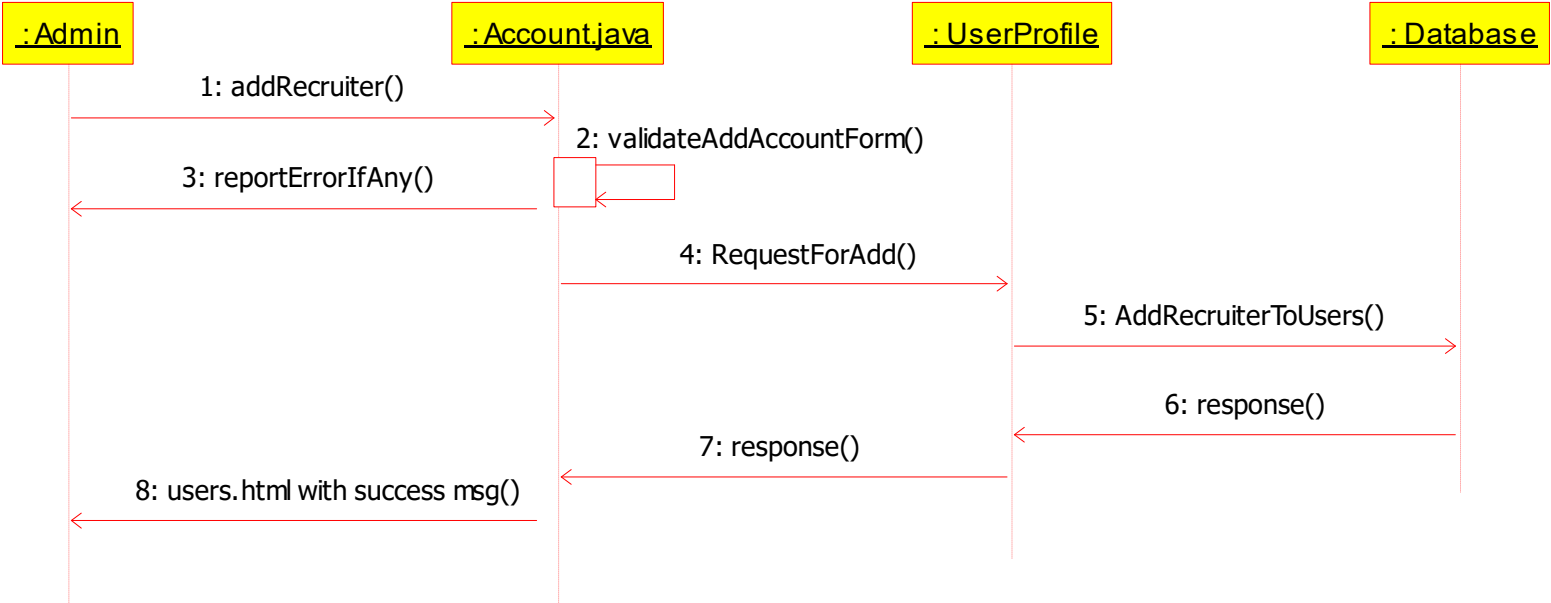 : Admin
: Account.java
: UserProfile
: Database
1: addRecruiter()
2: validateAddAccountForm()
3: reportErrorIfAny()
4: RequestForAdd()
5: AddRecruiterToUsers()
6: response()
7: response()
8: users.html with success msg()